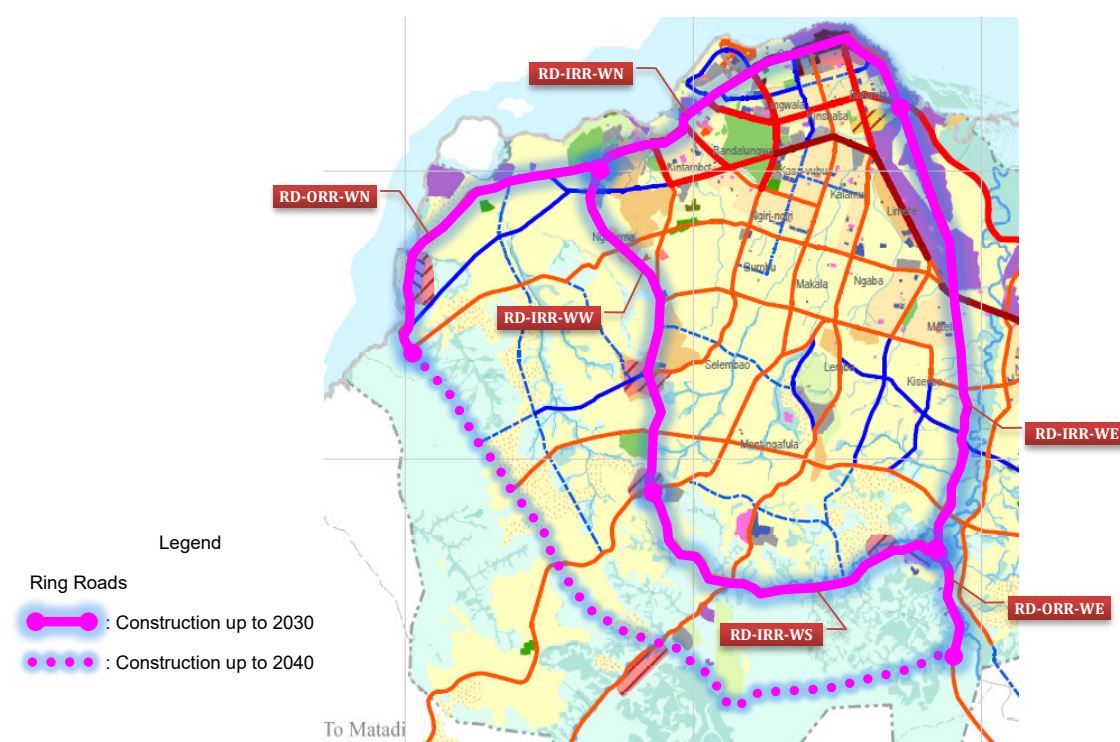 RD-IRR-WN
Kinshasa
Bandalungwa
Kintambo
Kasa-vubu
Kalamu
RD-ORR-WN
Limete
Ngiri-ngiri
Bumbu
Makala
Ngaba
RD-IRR-WW
Selembao
Lemba
Kisenso
RD-IRR-WE
Mont-ngafula
Legend
Ring Roads
: Construction up to 2030
: Construction up to 2040
RD-ORR-WE
RD-IRR-WS
To Matadi